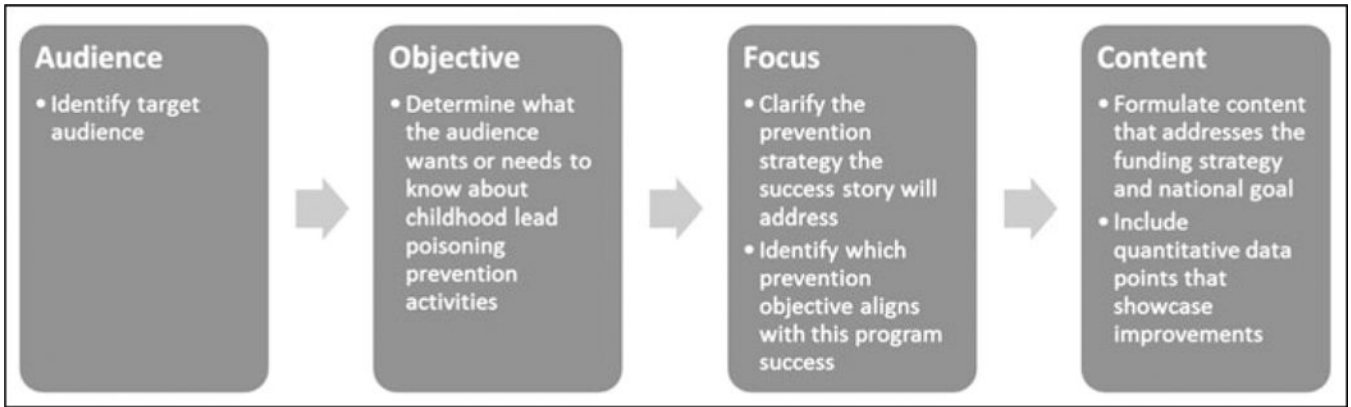 Audience
• Identify target
audience
Objective
• Determine what
the audience
wants or needs to
know about
childhood lead
poisoning
prevention
activities
Focus
• Clarify the
prevention
strategy the
success story will
address
• Identify which
prevention
objective aligns
with this program
success
Content
• Formulate content
that addresses the
funding strategy
and national goal
• Include
quantitative data
points that
showcase
improvements